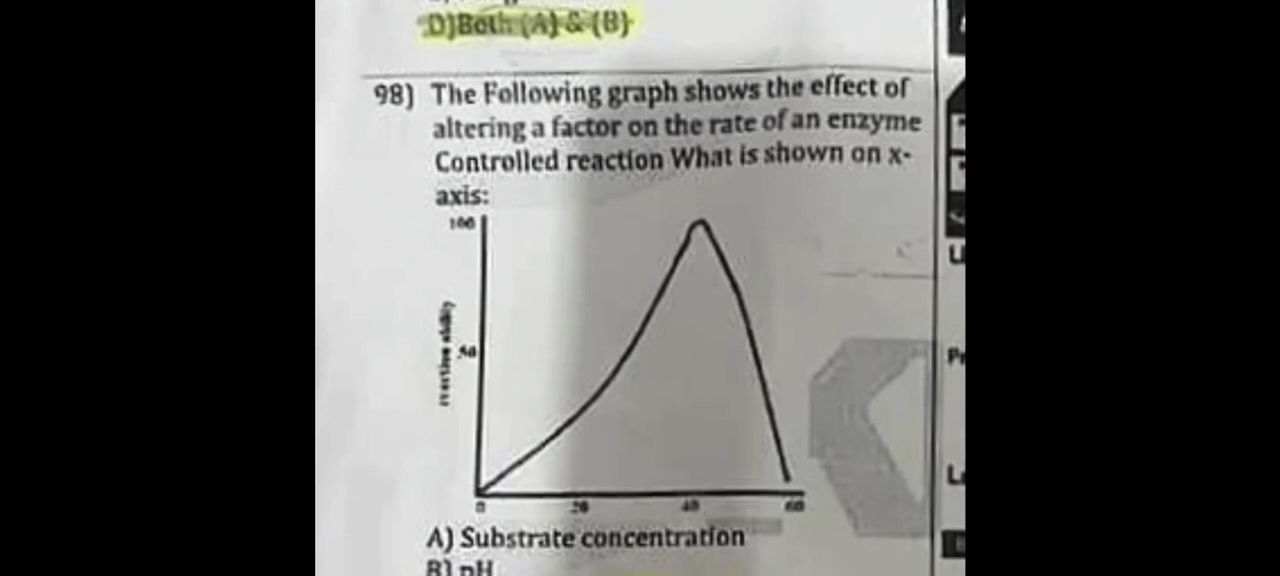 D)Both (A) & (B)
98) The Following graph shows the effect of
altering a factor on the rate of an enzyme
Controlled reaction What is shown on x-
axis:
100
50
0 20 40 60
A) Substrate concentration
B) pH